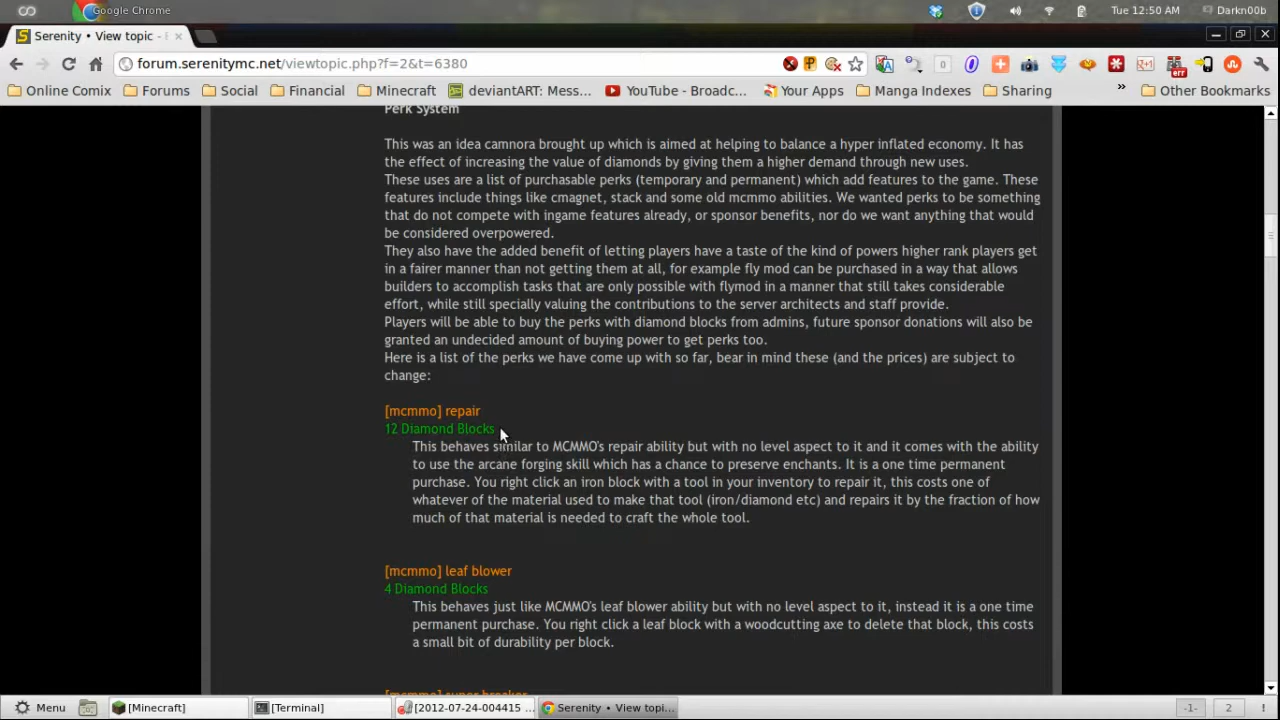 Google Chrome
Tue 12:50 AM
Darkn00b
Serenity • View topic -
forum.serenitymc.net/viewtopic.php?f=2&t=6380
err
Online Comix
Forums
Social
Financial
Minecraft
deviantART: Mess...
YouTube - Broadc...
Your Apps
Manga Indexes
Sharing
»
Other Bookmarks
Perk System
This was an idea camnora brought up which is aimed at helping to balance a hyper inflated economy. It has
the effect of increasing the value of diamonds by giving them a higher demand through new uses.
These uses are a list of purchasable perks (temporary and permanent) which add features to the game. These
features include things like cmagnet, stack and some old mcmmo abilities. We wanted perks to be something
that do not compete with ingame features already, or sponsor benefits, nor do we want anything that would
be considered overpowered.
They also have the added benefit of letting players have a taste of the kind of powers higher rank players get
in a fairer manner than not getting them at all, for example fly mod can be purchased in a way that allows
builders to accomplish tasks that are only possible with flymod in a manner that still takes considerable
effort, while still specially valuing the contributions to the server architects and staff provide.
Players will be able to buy the perks with diamond blocks from admins, future sponsor donations will also be
granted an undecided amount of buying power to get perks too.
Here is a list of the perks we have come up with so far, bear in mind these (and the prices) are subject to
change:
[mcmmo] repair
12 Diamond Blocks
This behaves similar to MCMMO's repair ability but with no level aspect to it and it comes with the ability
to use the arcane forging skill which has a chance to preserve enchants. It is a one time permanent
purchase. You right click an iron block with a tool in your inventory to repair it, this costs one of
whatever of the material used to make that tool (iron/diamond etc) and repairs it by the fraction of how
much of that material is needed to craft the whole tool.
[mcmmo] leaf blower
4 Diamond Blocks
This behaves just like MCMMO's leaf blower ability but with no level aspect to it, instead it is a one time
permanent purchase. You right click a leaf block with a woodcutting axe to delete that block, this costs
a small bit of durability per block.
[mcmmo] super breaker
Menu
[Minecraft]
[Terminal]
[2012-07-24-004415 ...
Serenity • View topi...
-1-
2
!